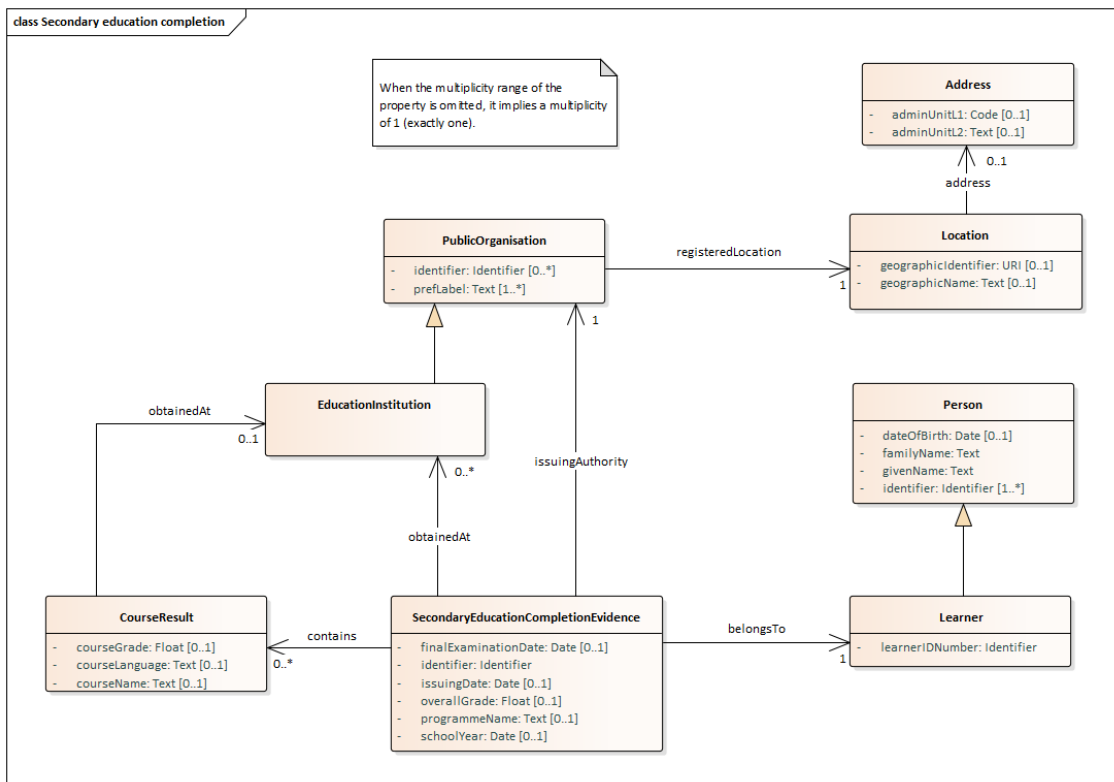 class Secondary education completion
When the multiplicity range of the
property is omitted, it implies a multiplicity
of 1 (exactly one).
Address
- adminUnitL1: Code [0..1]
- adminUnitL2: Text [0..1]
0..1
address
PublicOrganisation
- identifier: Identifier [0..*]
- prefLabel: Text [1..*]
registeredLocation
1
Location
- geographicIdentifier: URI [0..1]
- geographicName: Text [0..1]
1
EducationInstitution
obtainedAt
0..1
0..*
issuingAuthority
obtainedAt
Person
- dateOfBirth: Date [0..1]
- familyName: Text
- givenName: Text
- identifier: Identifier [1..*]
CourseResult
- courseGrade: Float [0..1]
- courseLanguage: Text [0..1]
- courseName: Text [0..1]
contains
0..*
SecondaryEducationCompletionEvidence
- finalExaminationDate: Date [0..1]
- identifier: Identifier
- issuingDate: Date [0..1]
- overallGrade: Float [0..1]
- programmeName: Text [0..1]
- schoolYear: Date [0..1]
belongsTo
1
Learner
- learnerIDNumber: Identifier